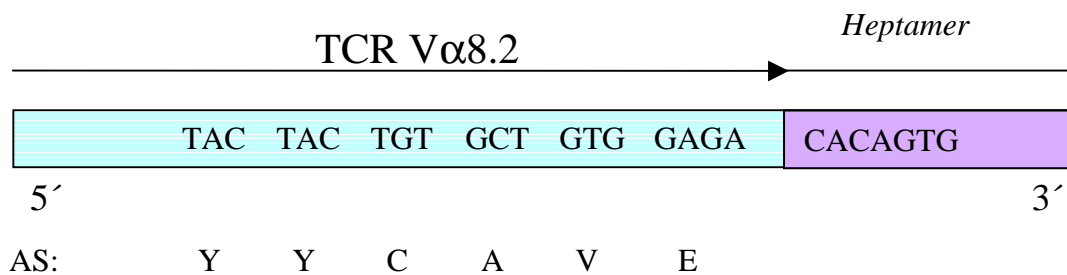 Heptamer
TCR Vα8.2
TAC TAC TGT GCT GTG GAGA CACAGTG
5´ 3´
AS: Y Y C A V E